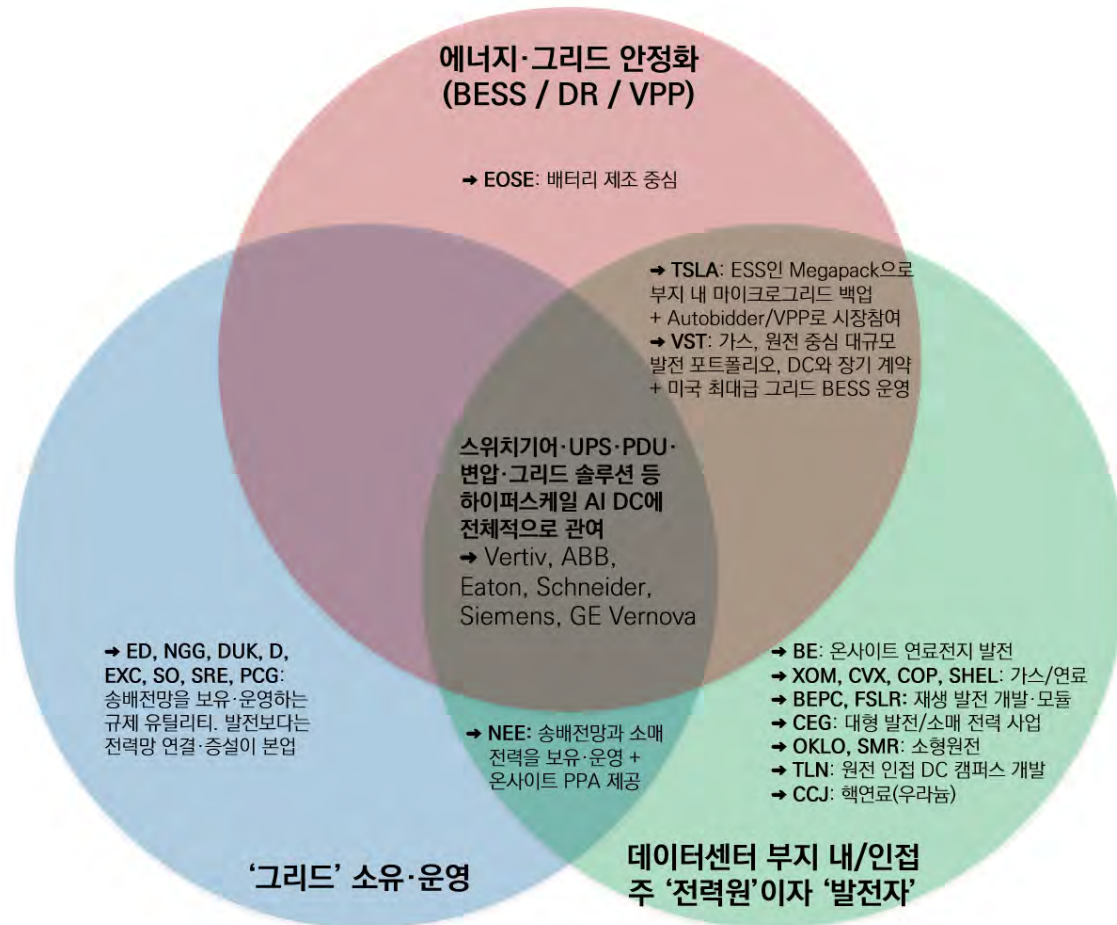 에너지·그리드 안정화
(BESS / DR / VPP)
➜ EOSE: 배터리 제조 중심
➜ TSLA: ESS인 Megapack으로
부지 내 마이크로그리드 백업
+ Autobidder/VPP로 시장참여
➜ VST: 가스, 원전 중심 대규모
발전 포트폴리오, DC와 장기 계약
+ 미국 최대급 그리드 BESS 운영
스위치기어·UPS·PDU·
변압·그리드 솔루션 등
하이퍼스케일 AI DC에
전체적으로 관여
➜ Vertiv, ABB,
Eaton, Schneider,
Siemens, GE Vernova
➜ ED, NGG, DUK, D,
EXC, SO, SRE, PCG:
송배전망을 보유·운영하는
규제 유틸리티. 발전보다는
전력망 연결·증설이 본업
➜ NEE: 송배전망과 소매
전력을 보유·운영 +
온사이트 PPA 제공
➜ BE: 온사이트 연료전지 발전
➜ XOM, CVX, COP, SHEL: 가스/연료
➜ BEPC, FSLR: 재생 발전 개발·모듈
➜ CEG: 대형 발전/소매 전력 사업
➜ OKLO, SMR: 소형원전
➜ TLN: 원전 인접 DC 캠퍼스 개발
➜ CCJ: 핵연료(우라늄)
‘그리드’ 소유·운영
데이터센터 부지 내/인접
주 ‘전력원’이자 ‘발전자’